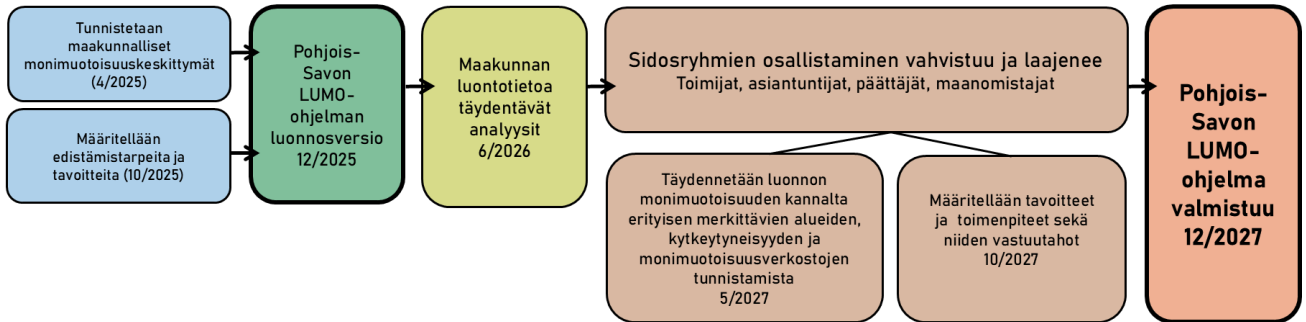 Tunnistetaan
maakunnalliset
monimuotoisuuskeskittymät
(4/2025)
Määritellään
edistämistarpeita ja
tavoitteita (10/2025)
Pohjois-
Savon
LUMO-
ohjelman
luonnosversio
12/2025
Maakunnan
luontotietoa
täydentävät
analyysit
6/2026
Sidosryhmien osallistaminen vahvistuu ja laajenee
Toimijat, asiantuntijat, päättäjät, maanomistajat
Täydennetään luonnon
monimuotoisuuden kannalta
erityisen merkittävien alueiden,
kytkeytyneisyyden ja
monimuotoisuusverkostojen
tunnistamista
5/2027
Määritellään tavoitteet
ja toimenpiteet sekä
niiden vastuutahot
10/2027
Pohjois-
Savon
LUMO-
ohjelma
valmistuu
12/2027